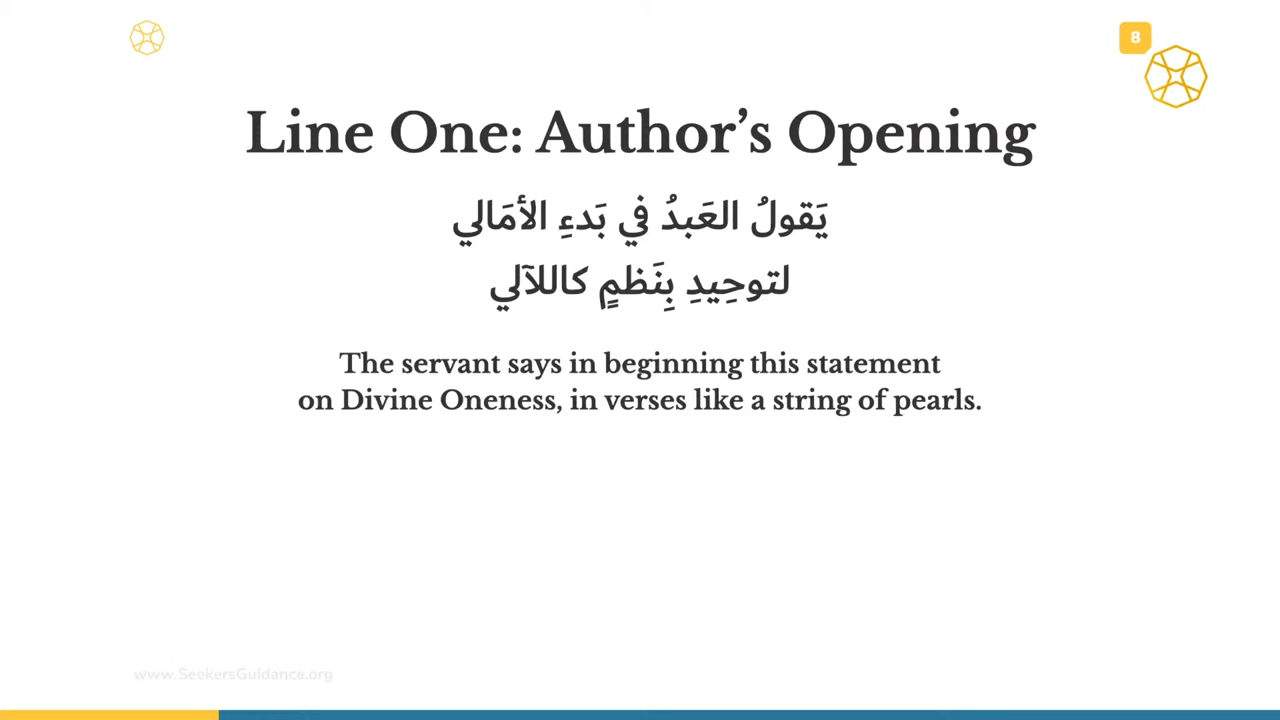 8
Line One: Author’s Opening
يَقولُ العَبدُ في بَدءِ الأمَالي
لتوحِيدِ بِنَظمٍ كاللآلي
The servant says in beginning this statement
on Divine Oneness, in verses like a string of pearls.
www.SeekersGuidance.org